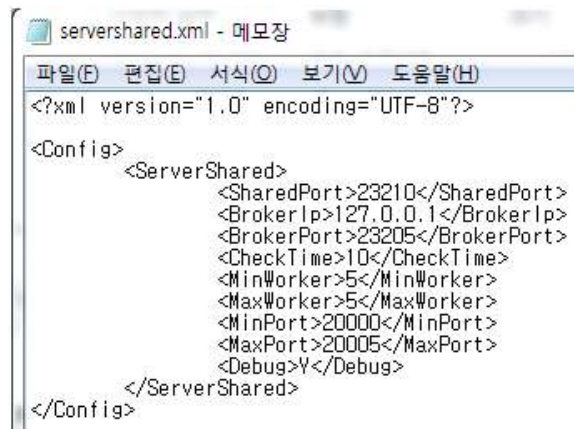 servershared.xml - 메모장
파일(F) 편집(E) 서식(O) 보기(V) 도움말(H)
<?xml version="1.0" encoding="UTF-8"?>
<Config>
<ServerShared>
<SharedPort>23210</SharedPort>
<BrokerIp>127.0.0.1</BrokerIp>
<BrokerPort>23205</BrokerPort>
<CheckTime>10</CheckTime>
<MinWorker>5</MinWorker>
<MaxWorker>5</MaxWorker>
<MinPort>20000</MinPort>
<MaxPort>20005</MaxPort>
<Debug>Y</Debug>
</ServerShared>
</Config>